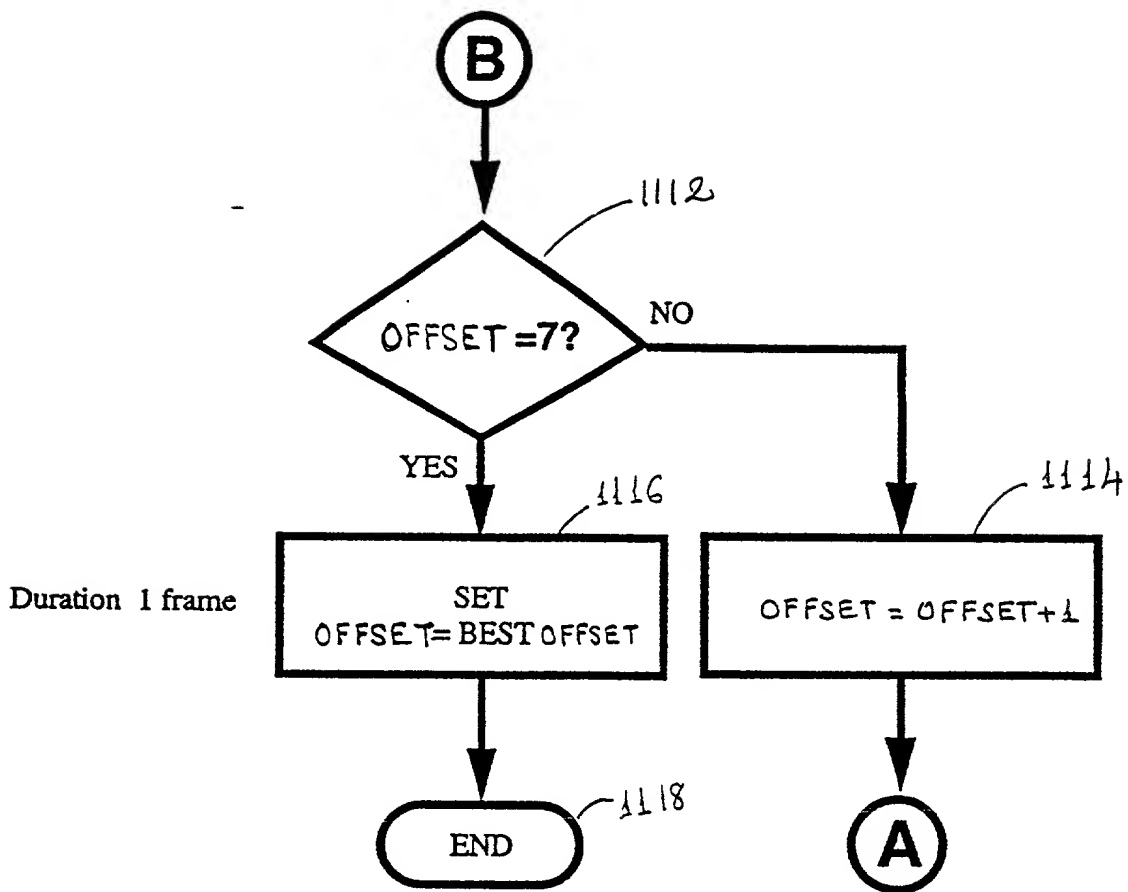 B
1112
OFFSET =7?
NO
YES
1116
1114
Duration 1 frame
SET
OFFSET= BEST OFFSET
OFFSET = OFFSET+1
1118
END
A